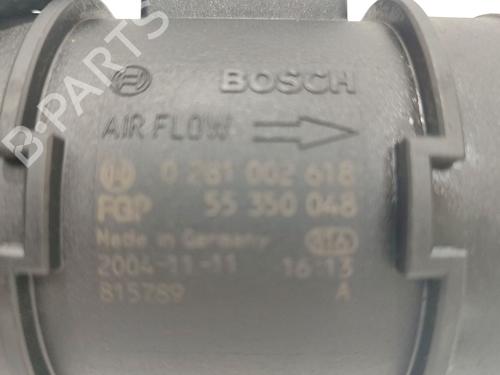 B-PARTS
BOSCH
AIR FLOW
0 281 002 618
FGP 55 350 048
Made in Germany
2004-11-11 16:13
815789 A